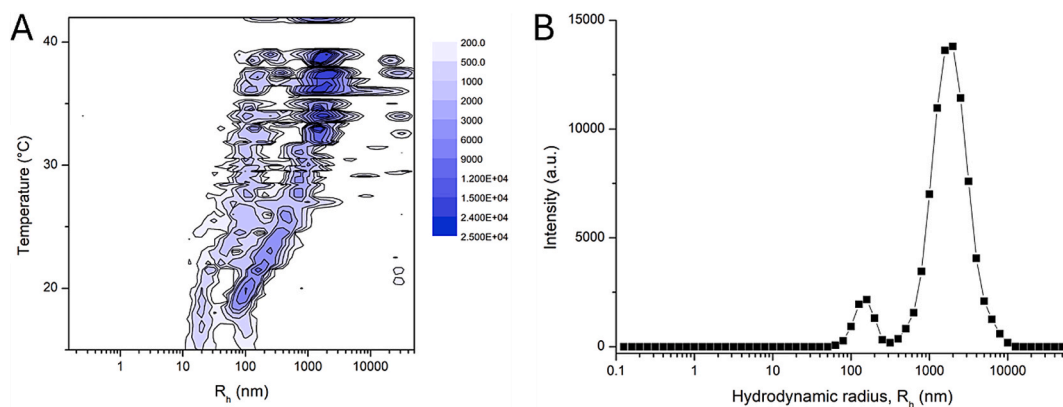 A
Temperature (°C)
40
30
20
1
10
100
1000
10000
R_h (nm)
200.0
500.0
1000
2000
3000
6000
9000
1.200E+04
1.500E+04
2.400E+04
2.500E+04
B
Intensity (a.u.)
15000
10000
5000
0
0.1
1
10
100
1000
10000
Hydrodynamic radius, R_h (nm)